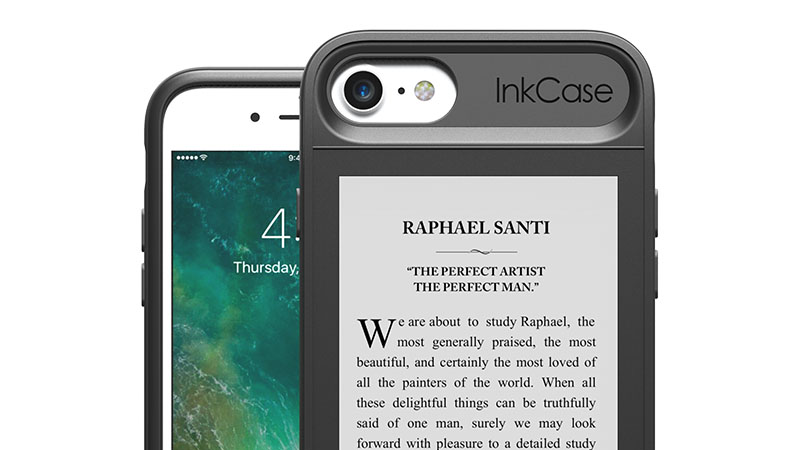 InkCase
9:4
4
Thursday,
RAPHAEL SANTI
“THE PERFECT ARTIST
THE PERFECT MAN.”
We are about to study Raphael, the
most generally praised, the most
beautiful, and certainly the most loved of
all the painters of the world. When all
these delightful things can be truthfully
said of one man, surely we may look
forward with pleasure to a detailed study